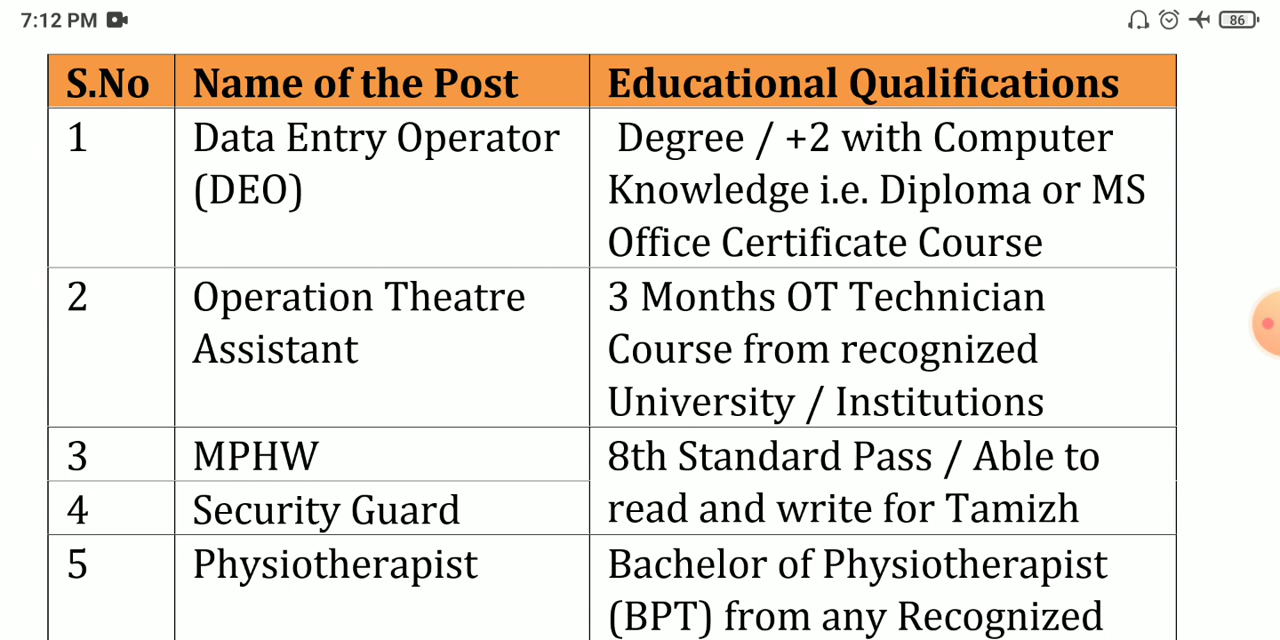 7:12 PM
86
S.No Name of the Post Educational Qualifications
1 Data Entry Operator Degree / +2 with Computer
(DEO) Knowledge i.e. Diploma or MS
Office Certificate Course
2 Operation Theatre 3 Months OT Technician
Assistant Course from recognized
University / Institutions
3 MPHW 8th Standard Pass / Able to
4 Security Guard read and write for Tamizh
5 Physiotherapist Bachelor of Physiotherapist
(BPT) from any Recognized